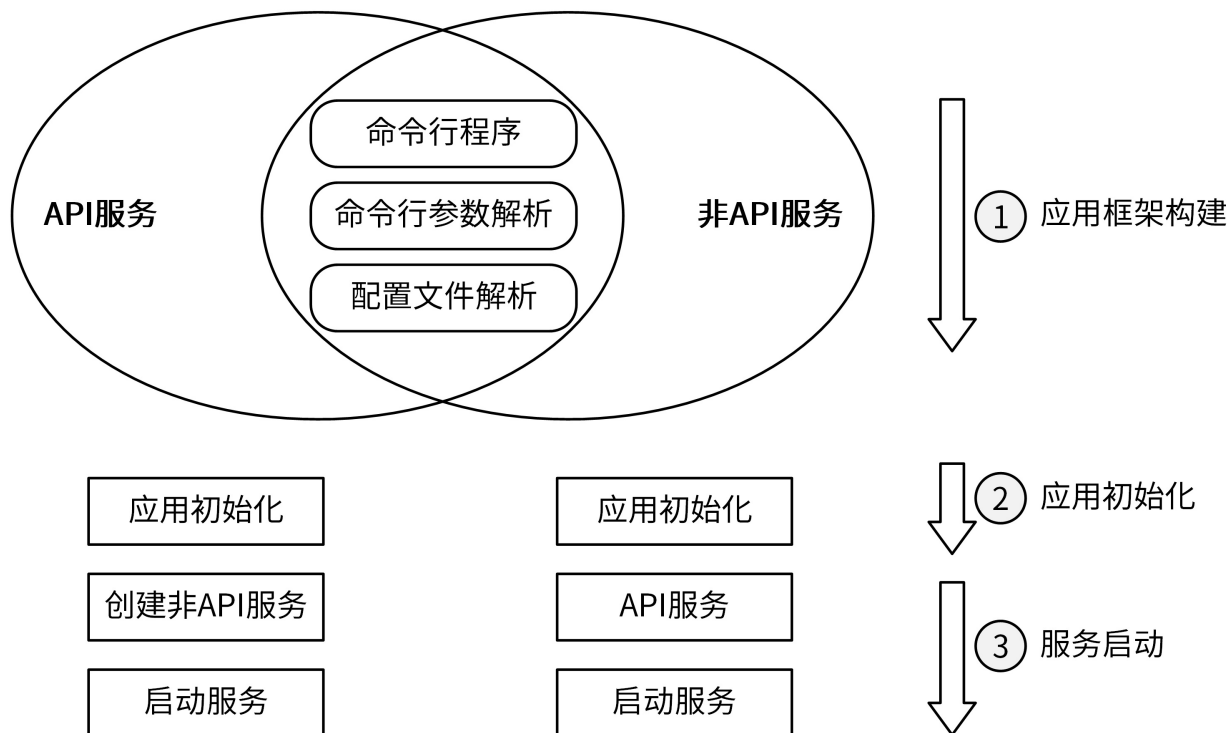 命令行程序
API服务
命令行参数解析
非API服务
1
应用框架构建
配置文件解析
应用初始化
应用初始化
2
应用初始化
创建非API服务
API服务
3
服务启动
启动服务
启动服务